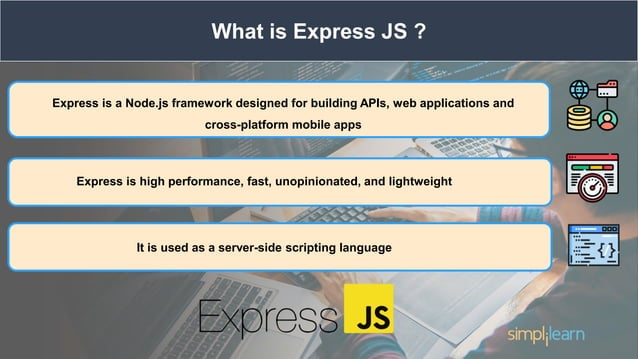 What is Express JS ?
Express is a Node.js framework designed for building APIs, web applications and
cross-platform mobile apps
Express is high performance, fast, unopinionated, and lightweight
It is used as a server-side scripting language
Express JS
simplilearn